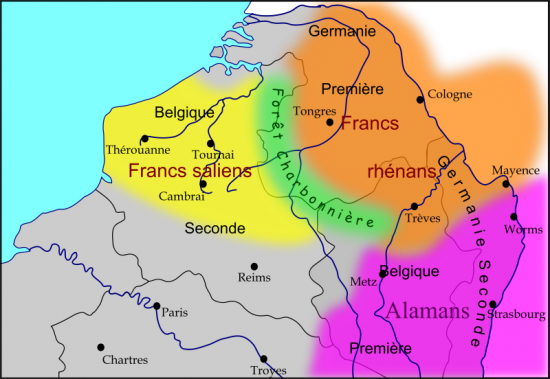 Germanie
Première
Cologne
Belgique
Tongres
Francs
Thérouanne
Tournai
Forêt Charbonnière
Francs saliens
rhénans
Mayence
Cambrai
Trèves
Germanie Seconde
Worms
Seconde
Reims
Metz
Belgique
Paris
Alamans
Strasbourg
Chartres
Troyes
Première